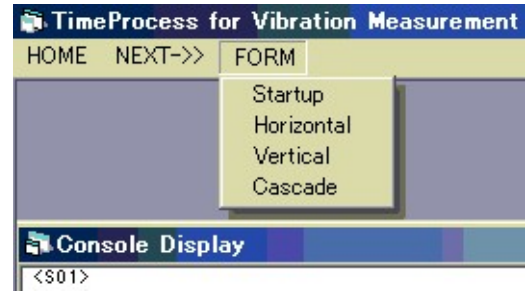 TimeProcess for Vibration Measurement
HOME NEXT->> FORM
Startup
Horizontal
Vertical
Cascade
Console Display
<S01>